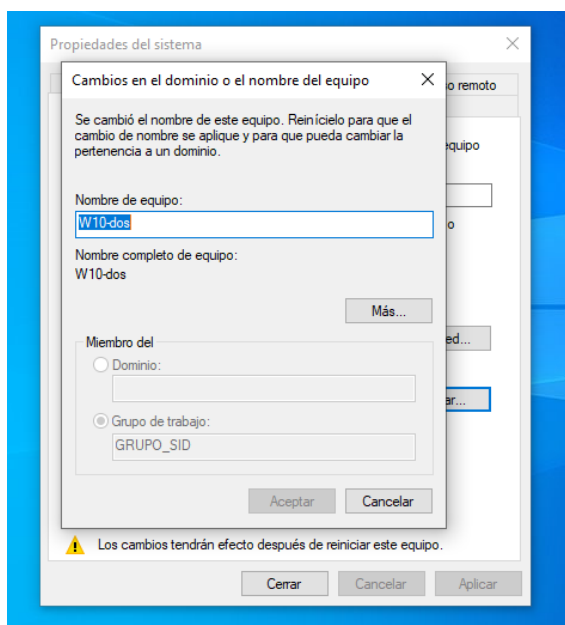 Propiedades del sistema
Cambios en el dominio o el nombre del equipo
o remoto
Se cambió el nombre de este equipo. Reinícielo para que el
cambio de nombre se aplique y para que pueda cambiar la
pertenencia a un dominio.
equipo
Nombre de equipo:
W10-dos
o
Nombre completo de equipo:
W10-dos
Más...
ed...
Miembro del
Dominio:
ar...
Grupo de trabajo:
GRUPO_SID
Aceptar
Cancelar
Los cambios tendrán efecto después de reiniciar este equipo.
Cerrar
Cancelar
Aplicar